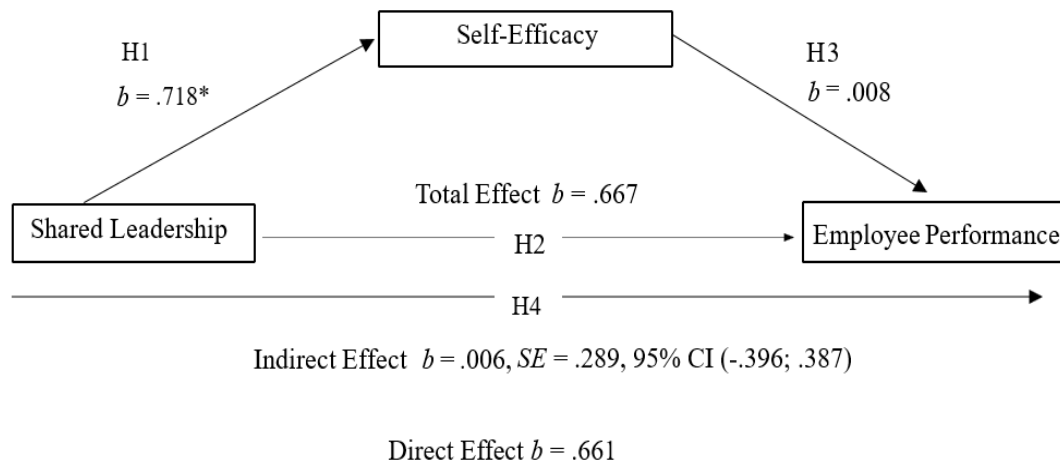 Self-Efficacy
H1
b = .718*
H3
b = .008
Total Effect b = .667
Shared Leadership
H2
Employee Performance
H4
Indirect Effect b = .006, SE = .289, 95% CI (-.396; .387)
Direct Effect b = .661